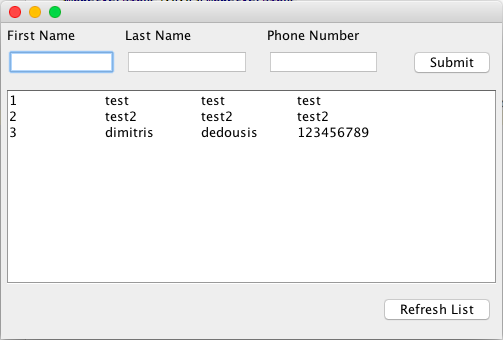 First Name Last Name Phone Number
Submit
1 test test test
2 test2 test2 test2
3 dimitris dedousis 123456789
Refresh List